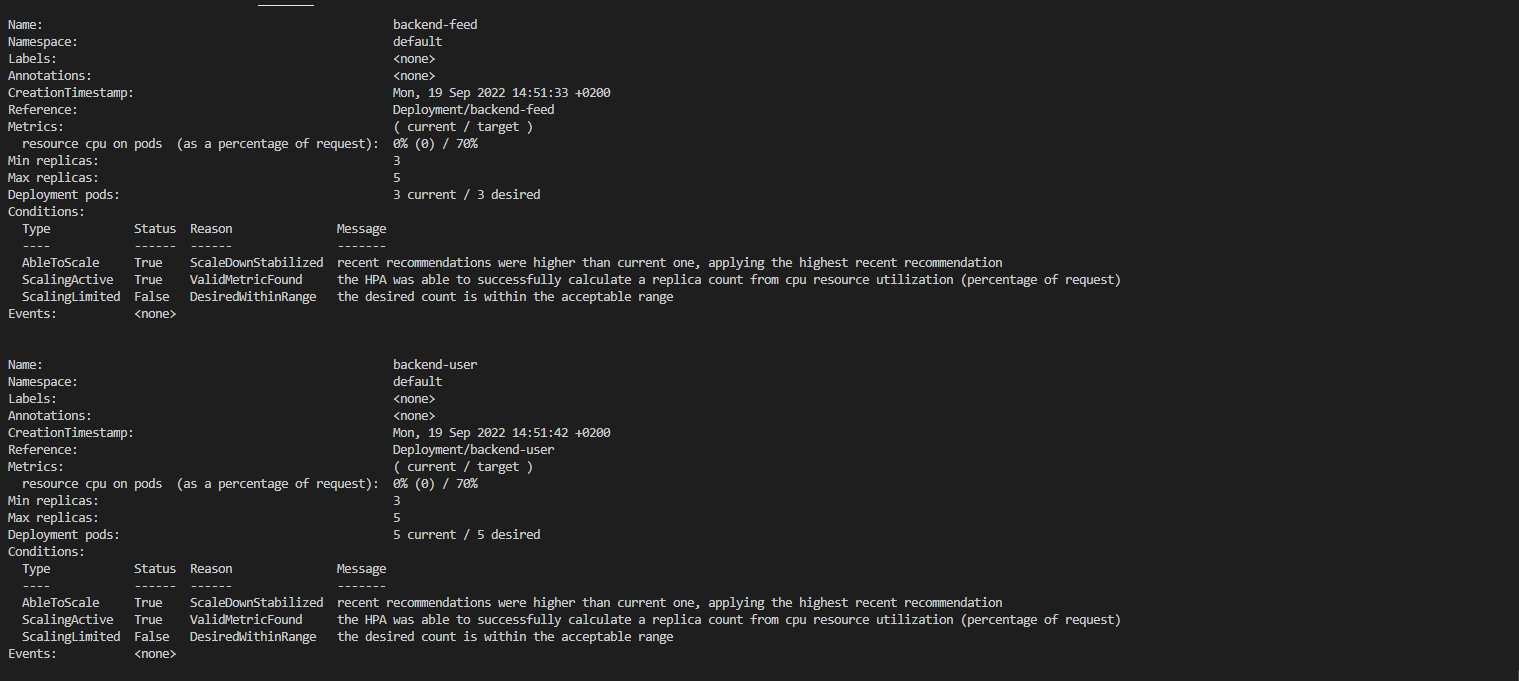 Name: backend-feed
Namespace: default
Labels: <none>
Annotations: <none>
CreationTimestamp: Mon, 19 Sep 2022 14:51:33 +0200
Reference: Deployment/backend-feed
Metrics: ( current / target )
resource cpu on pods (as a percentage of request): 0% (0) / 70%
Min replicas: 3
Max replicas: 5
Deployment pods: 3 current / 3 desired
Conditions:
Type Status Reason Message
---- ------ ------ -------
AbleToScale True ScaleDownStabilized recent recommendations were higher than current one, applying the highest recent recommendation
ScalingActive True ValidMetricFound the HPA was able to successfully calculate a replica count from cpu resource utilization (percentage of request)
ScalingLimited False DesiredWithinRange the desired count is within the acceptable range
Events: <none>
Name: backend-user
Namespace: default
Labels: <none>
Annotations: <none>
CreationTimestamp: Mon, 19 Sep 2022 14:51:42 +0200
Reference: Deployment/backend-user
Metrics: ( current / target )
resource cpu on pods (as a percentage of request): 0% (0) / 70%
Min replicas: 3
Max replicas: 5
Deployment pods: 5 current / 5 desired
Conditions:
Type Status Reason Message
---- ------ ------ -------
AbleToScale True ScaleDownStabilized recent recommendations were higher than current one, applying the highest recent recommendation
ScalingActive True ValidMetricFound the HPA was able to successfully calculate a replica count from cpu resource utilization (percentage of request)
ScalingLimited False DesiredWithinRange the desired count is within the acceptable range
Events: <none>